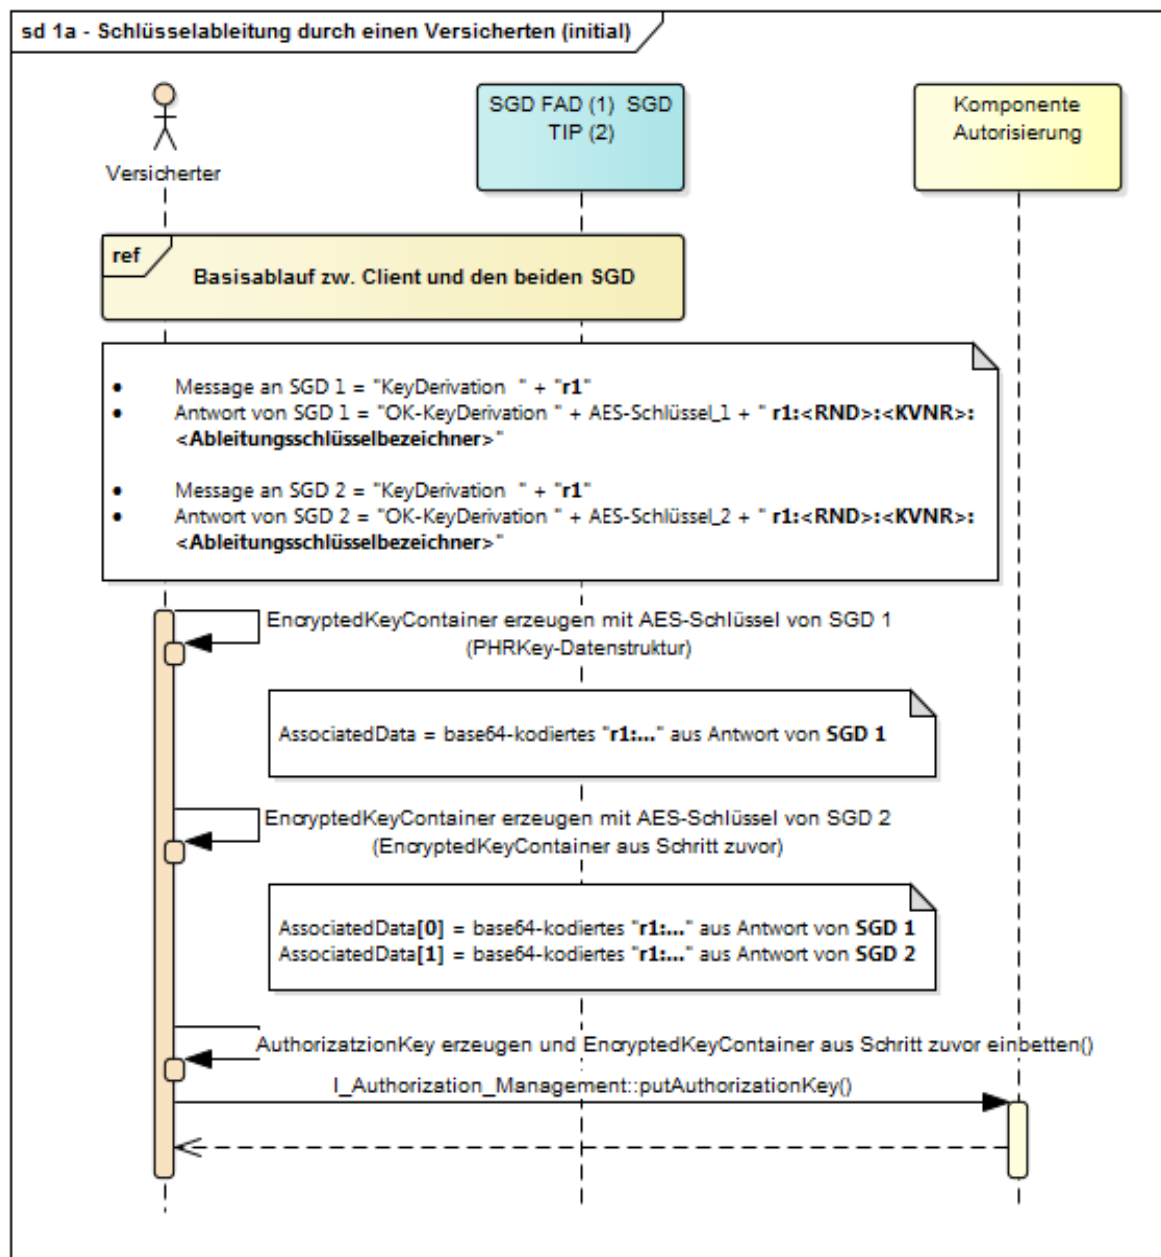 sd 1a - Schlüsselableitung durch einen Versicherten (initial)
SGD FAD (1)  SGD
TIP (2)
Komponente
Autorisierung
Versicherter
ref
Basisablauf zw. Client und den beiden SGD
• Message an SGD 1 = "KeyDerivation  " + "r1"
• Antwort von SGD 1 = "OK-KeyDerivation " + AES-Schlüssel_1 + " r1:<RND>:<KVNR>:
<Ableitungsschlüsselbezeichner>"
• Message an SGD 2 = "KeyDerivation  " + "r1"
• Antwort von SGD 2 = "OK-KeyDerivation " + AES-Schlüssel_2 + " r1:<RND>:<KVNR>:
<Ableitungsschlüsselbezeichner>"
EncryptedKeyContainer erzeugen mit AES-Schlüssel von SGD 1
(PHRKey-Datenstruktur)
AssociatedData = base64-kodiertes "r1:..." aus Antwort von SGD 1
EncryptedKeyContainer erzeugen mit AES-Schlüssel von SGD 2
(EncryptedKeyContainer aus Schritt zuvor)
AssociatedData[0] = base64-kodiertes "r1:..." aus Antwort von SGD 1
AssociatedData[1] = base64-kodiertes "r1:..." aus Antwort von SGD 2
AuthorizatzionKey erzeugen und EncryptedKeyContainer aus Schritt zuvor einbetten()
I_Authorization_Management::putAuthorizationKey()